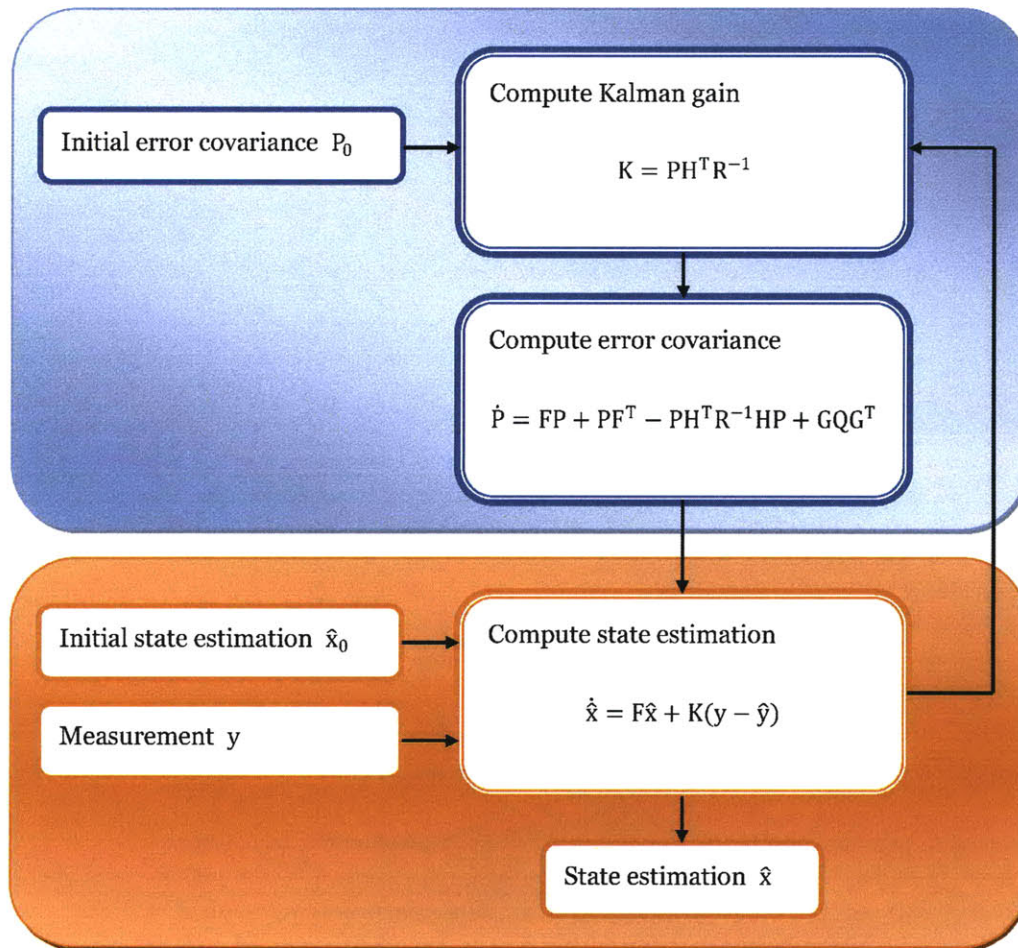 Compute Kalman gain
Initial error covariance P₀
K = PHᵀR⁻¹
Compute error covariance
Ṗ = FP + PFᵀ − PHᵀR⁻¹HP + GQGᵀ
Initial state estimation x̂₀
Compute state estimation
x̂̇ = Fx̂ + K(y − ŷ)
Measurement y
State estimation x̂